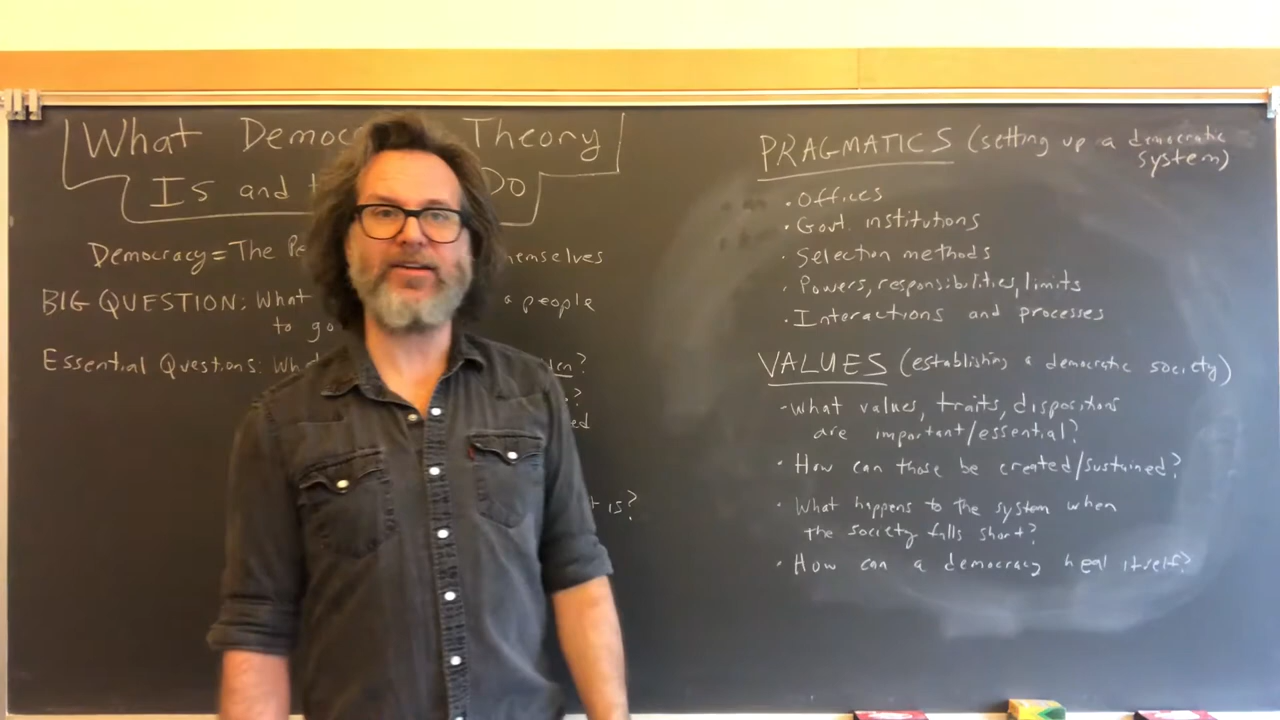 What Democ Theory
Is and Do
Democracy = The Pe hemselves
BIG QUESTION: What a people
to go
Essential Questions: Wha
?
ed
t is?
PRAGMATICS (setting up a democratic
system)
· Offices
· Govt. institutions
· Selection methods
· Powers, responsibilities, limits
· Interactions and processes
VALUES (establishing a democratic society)
· What values, traits, dispositions
are important/essential?
· How can those be created/sustained?
· What happens to the system when
the society falls short?
· How can a democracy heal itself?